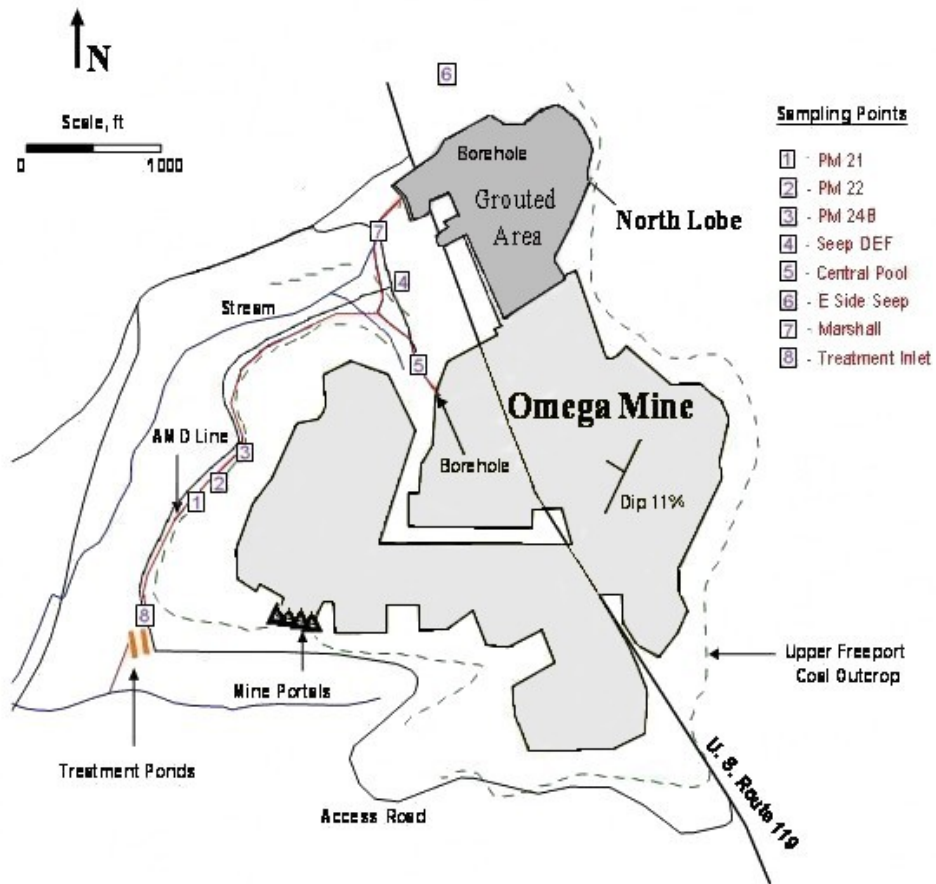 N
Scale, ft
0 1000
6
Borehole
Grouted
Area
North Lobe
Sampling Points
1 - PM 21
2 - PM 22
3 - PM 24B
4 - Seep DEF
5 - Central Pool
6 - E Side Seep
7 - Marshall
8 - Treatment Inlet
7
4
Stream
5
Omega Mine
AMD Line
3
Borehole
2
1
Dip 11%
8
Mine Portals
Upper Freeport
Coal Outcrop
Treatment Ponds
Access Road
U. S. Route 119